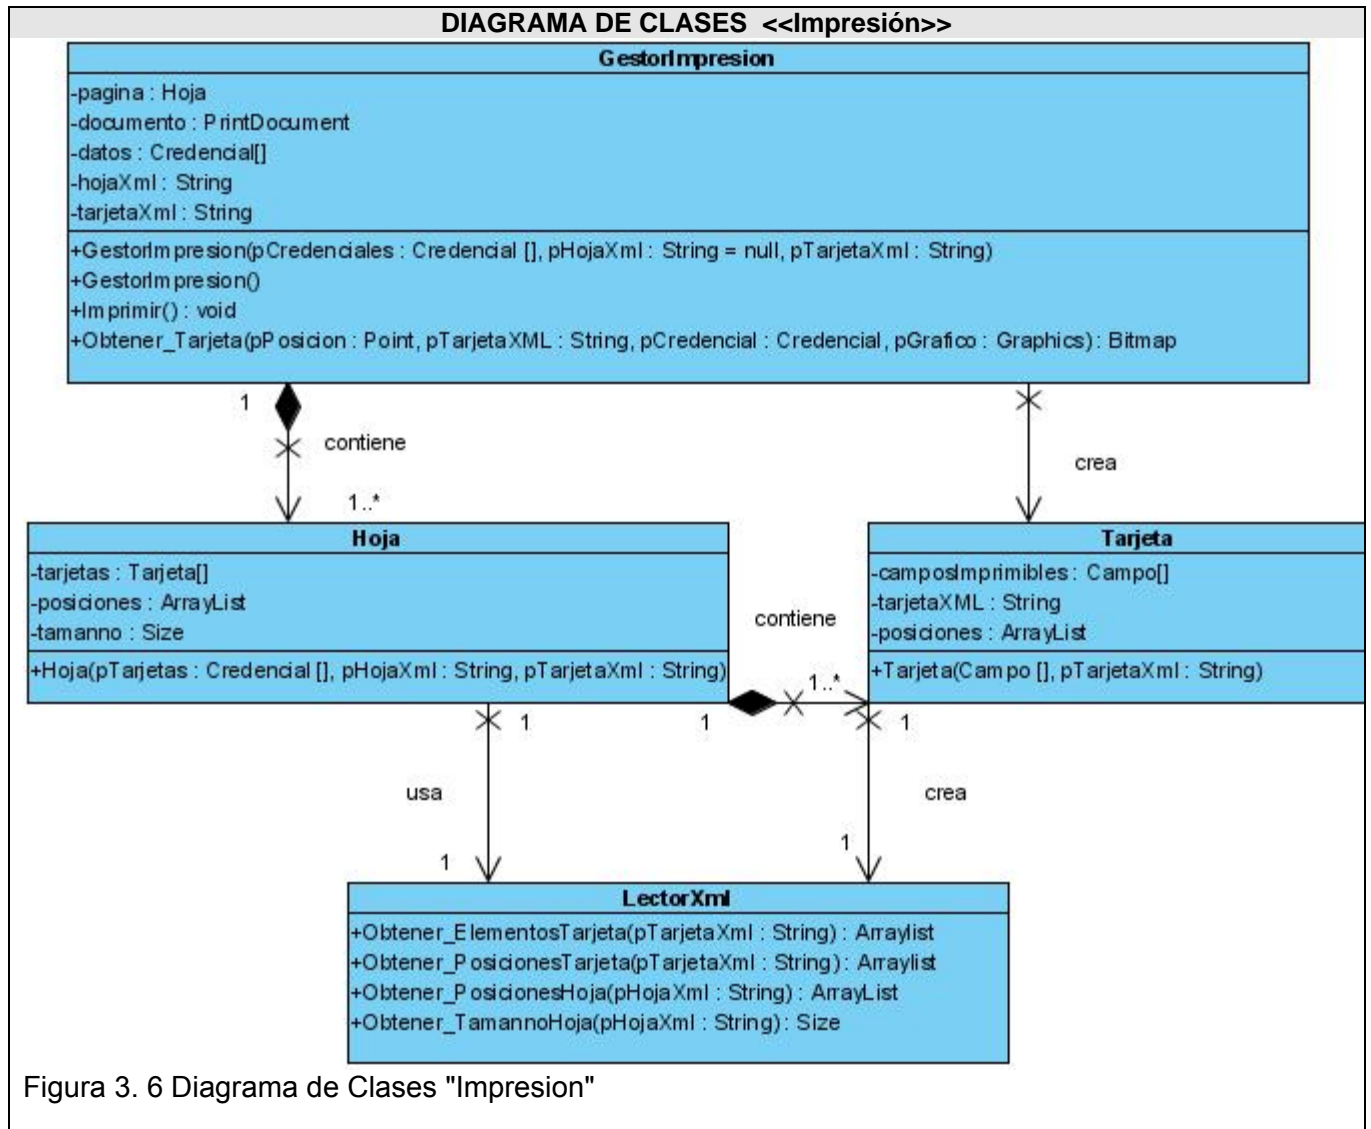 DIAGRAMA DE CLASES <<Impresión>>
GestorImpresion
-pagina : Hoja
-documento : PrintDocument
-datos : Credencial[]
-hojaXml : String
-tarjetaXml : String
+GestorImpresion(pCredenciales : Credencial [], pHojaXml : String = null, pTarjetaXml : String)
+GestorImpresion()
+Imprimir() : void
+Obtener_Tarjeta(pPosicion : Point, pTarjetaXML : String, pCredencial : Credencial, pGrafico : Graphics) : Bitmap
1
contiene
1..*
crea
Hoja
-tarjetas : Tarjeta[]
-posiciones : ArrayList
-tamanno : Size
+Hoja(pTarjetas : Credencial [], pHojaXml : String, pTarjetaXml : String)
contiene
1..*
1
Tarjeta
-camposImprimibles : Campo[]
-tarjetaXML : String
-posiciones : ArrayList
+Tarjeta(Campo [], pTarjetaXml : String)
1
usa
1
1
crea
1
LectorXml
+Obtener_ElementosTarjeta(pTarjetaXml : String) : Arraylist
+Obtener_PosicionesTarjeta(pTarjetaXml : String) : Arraylist
+Obtener_PosicionesHoja(pHojaXml : String) : ArrayList
+Obtener_TamannoHoja(pHojaXml : String) : Size
Figura 3. 6 Diagrama de Clases "Impresion"